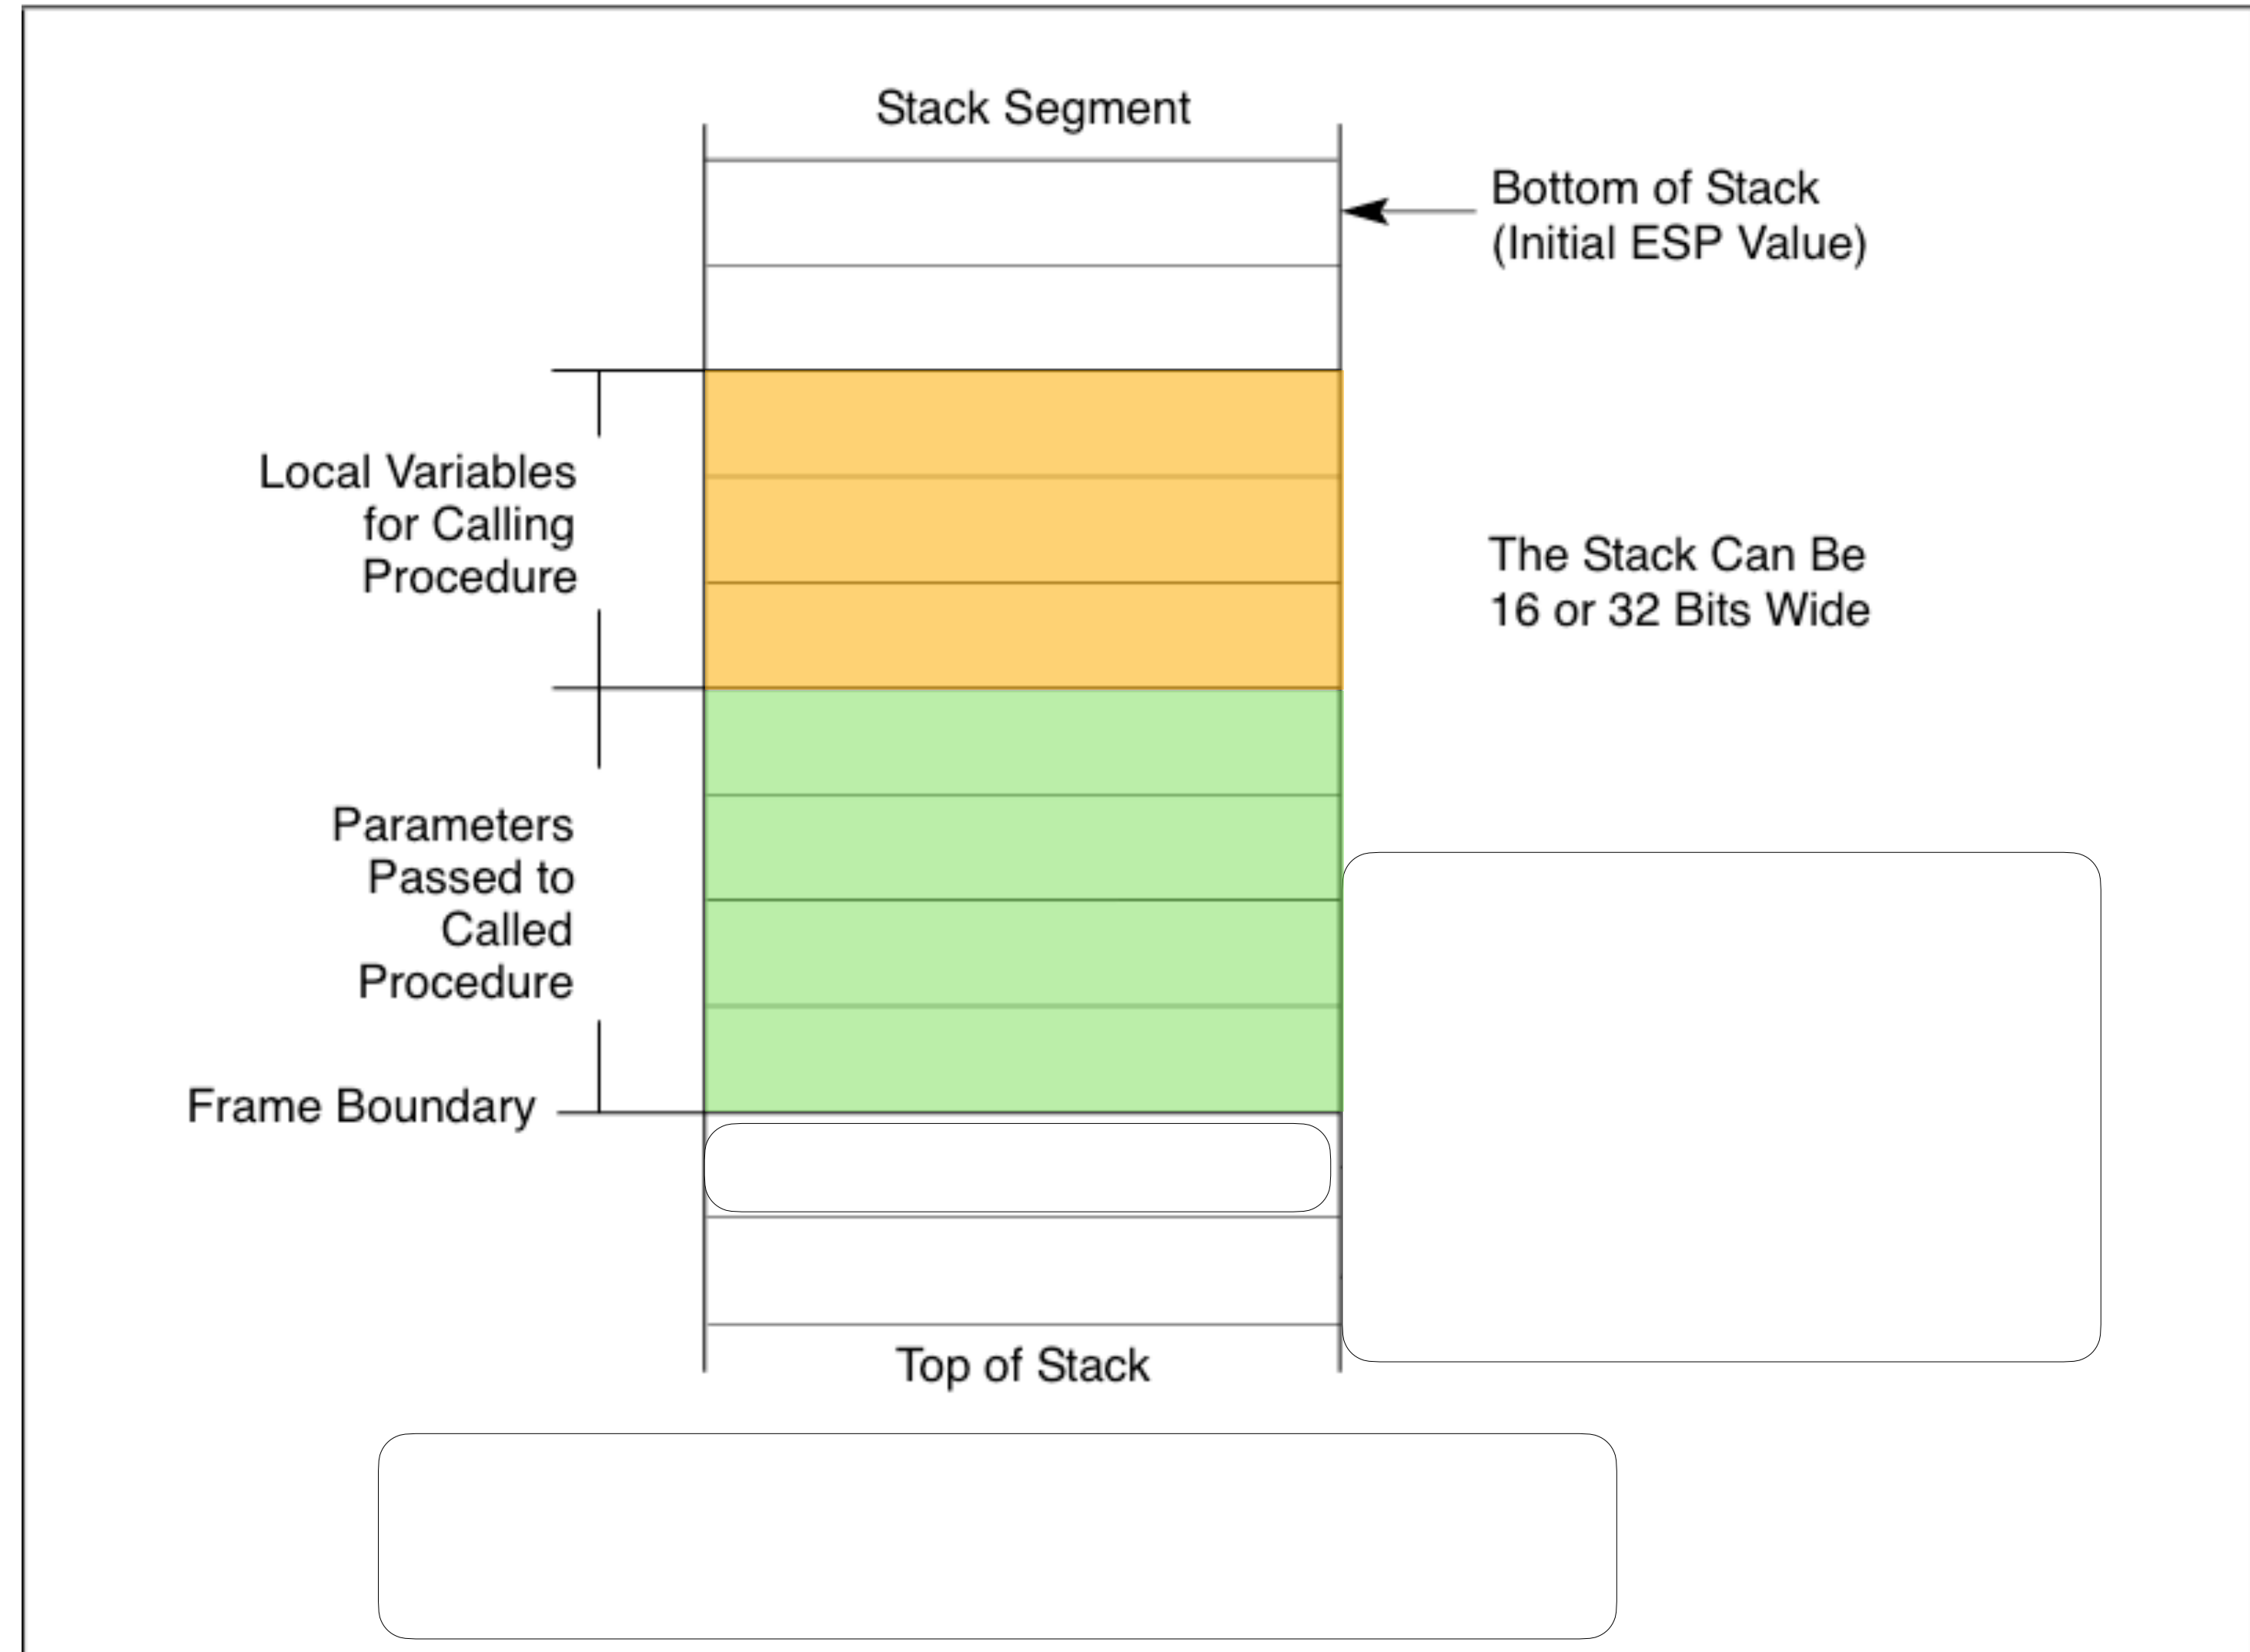 Stack Segment
Bottom of Stack
(Initial ESP Value)
Local Variables
for Calling
Procedure
The Stack Can Be
16 or 32 Bits Wide
Parameters
Passed to
Called
Procedure
Frame Boundary
Top of Stack